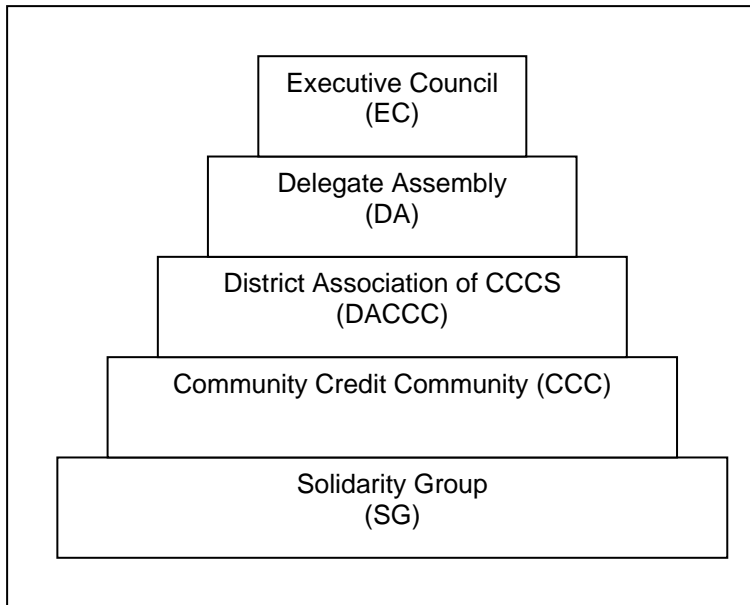 Executive Council
(EC)
Delegate Assembly
(DA)
District Association of CCCS
(DACCC)
Community Credit Community (CCC)
Solidarity Group
(SG)